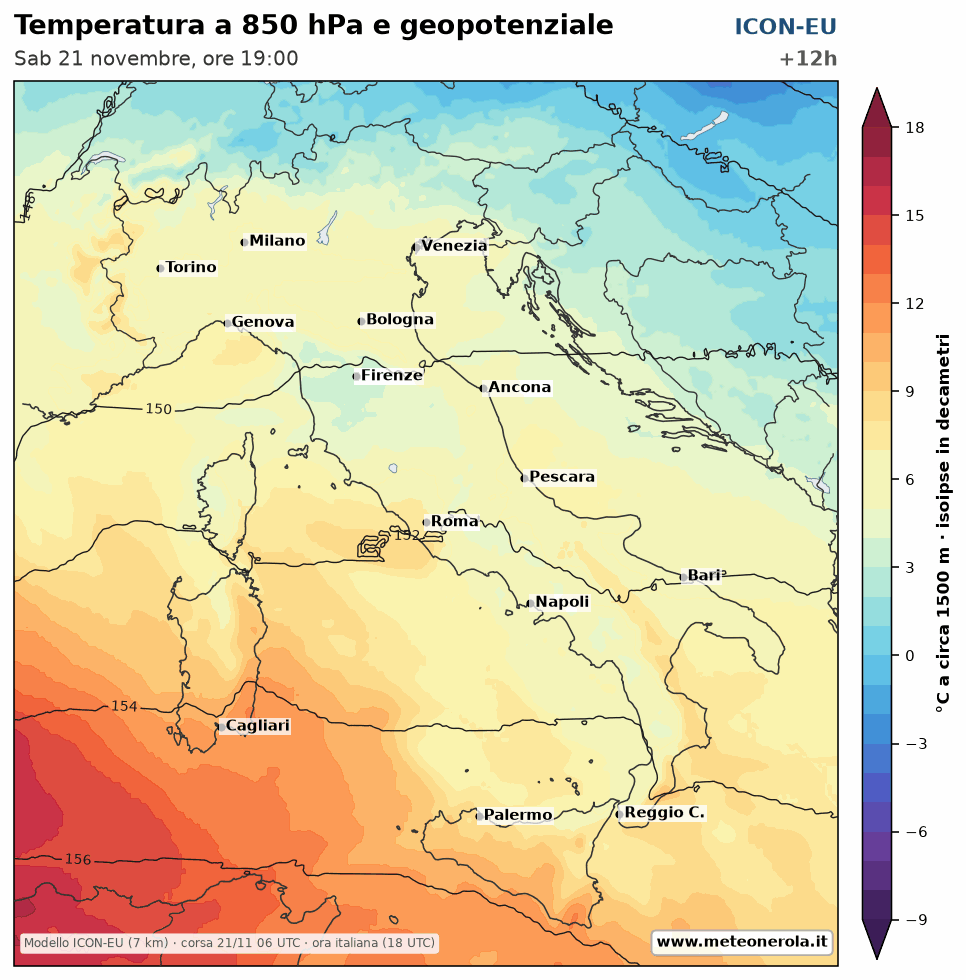 Temperatura a 850 hPa e geopotenziale
ICON-EU
Sab 21 novembre, ore 19:00
+12h
148
Milano
Venezia
Torino
Genova
Bologna
Firenze
Ancona
150
Pescara
Roma
152
Bari
Napoli
154
Cagliari
Palermo
Reggio C.
156
Modello ICON-EU (7 km) · corsa 21/11 06 UTC · ora italiana (18 UTC)
www.meteonerola.it
18
15
12
9
6
3
0
−3
−6
−9
°C a circa 1500 m · isoipse in decametri